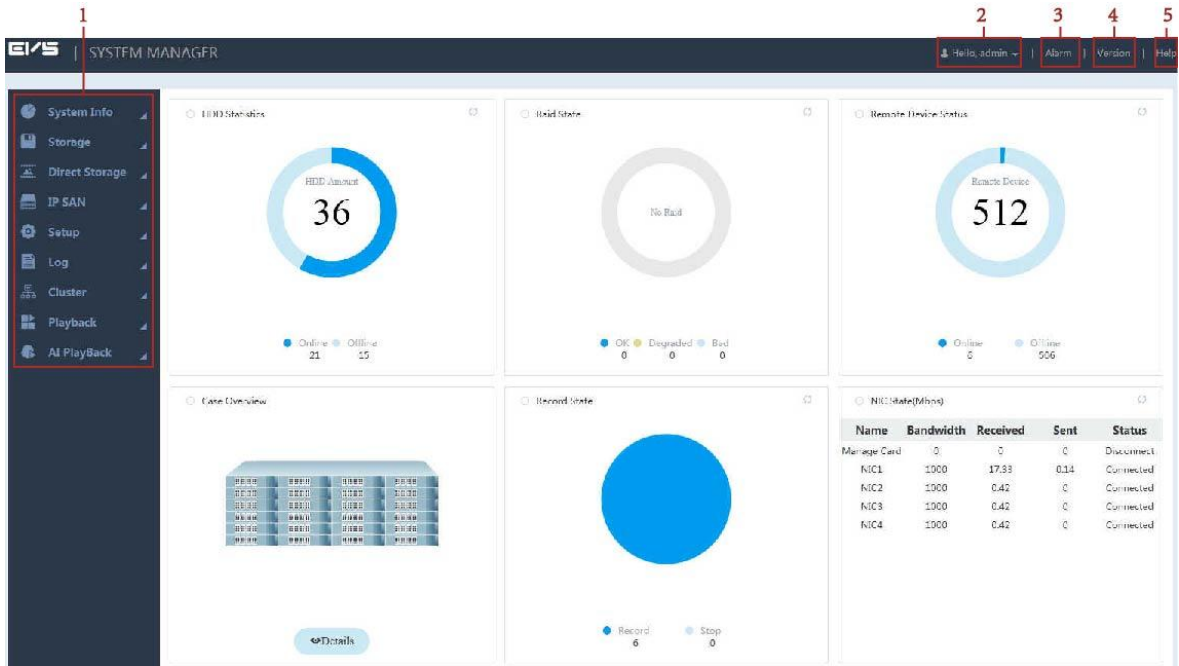 1 2 3 4 5
EVS | SYSTEM MANAGER Hello, admin | Alarm | Version | Help
System Info
Storage
Direct Storage
IP SAN
Setup
Log
Cluster
Playback
AI PlayBack
HDD Statistics
HDD Amount
36
Online Offline
21 15
Raid State
No Raid
OK Degraded Bad
0 0 0
Remote Device Status
Remote Device
512
Online Offline
6 506
Case Overview
Details
Record State
Record Stop
6 0
NIC State(Mbps)
Name Bandwidth Received Sent Status
Manage Card 0 0 0 Disconnect
NIC1 1000 17.33 0.14 Connected
NIC2 1000 0.42 0 Connected
NIC3 1000 0.42 0 Connected
NIC4 1000 0.42 0 Connected